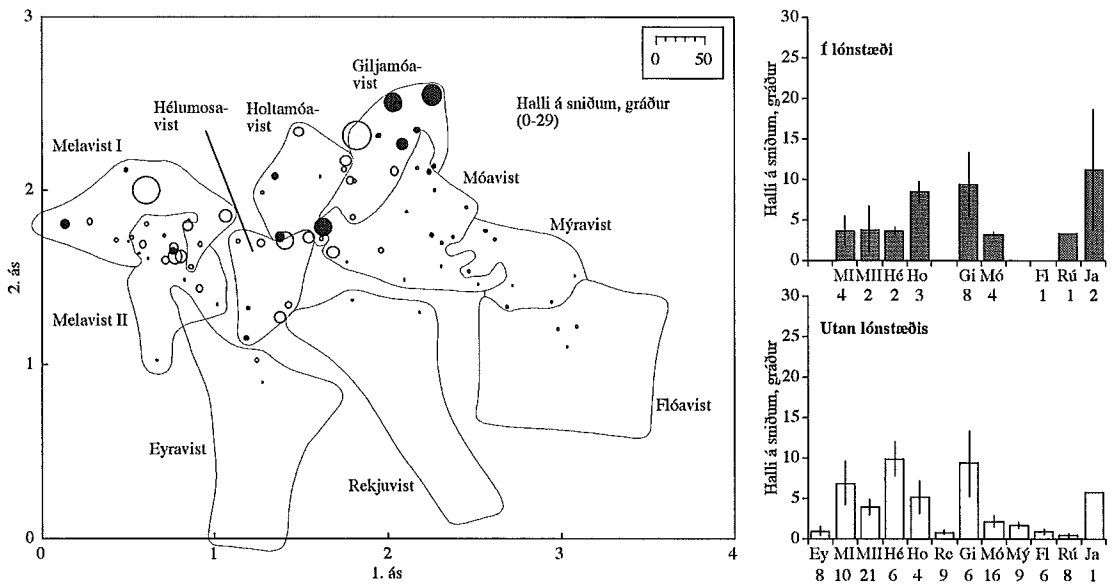 3
2
1
0
2. ás
0
1
2
3
4
1. ás
0 50
Halli á sniðum, gráður
(0-29)
Giljamóa-
vist
Hélumosa-
vist
Holtamóa-
vist
Melavist I
Móavist
Mýravist
Melavist II
Flóavist
Eyravist
Rekjuvist
Halli á sniðum, gráður
30
25
20
15
10
5
0
Í lónstæði
MI MII Hé Ho Gi Mó Fl Rú Ja
4 2 2 3 8 4 1 1 2
Halli á sniðum, gráður
30
25
20
15
10
5
0
Utan lónstæðis
Ey MI MII Hé Ho Re Gi Mó Mý Fl Rú Ja
8 10 21 6 4 9 6 16 9 6 8 1